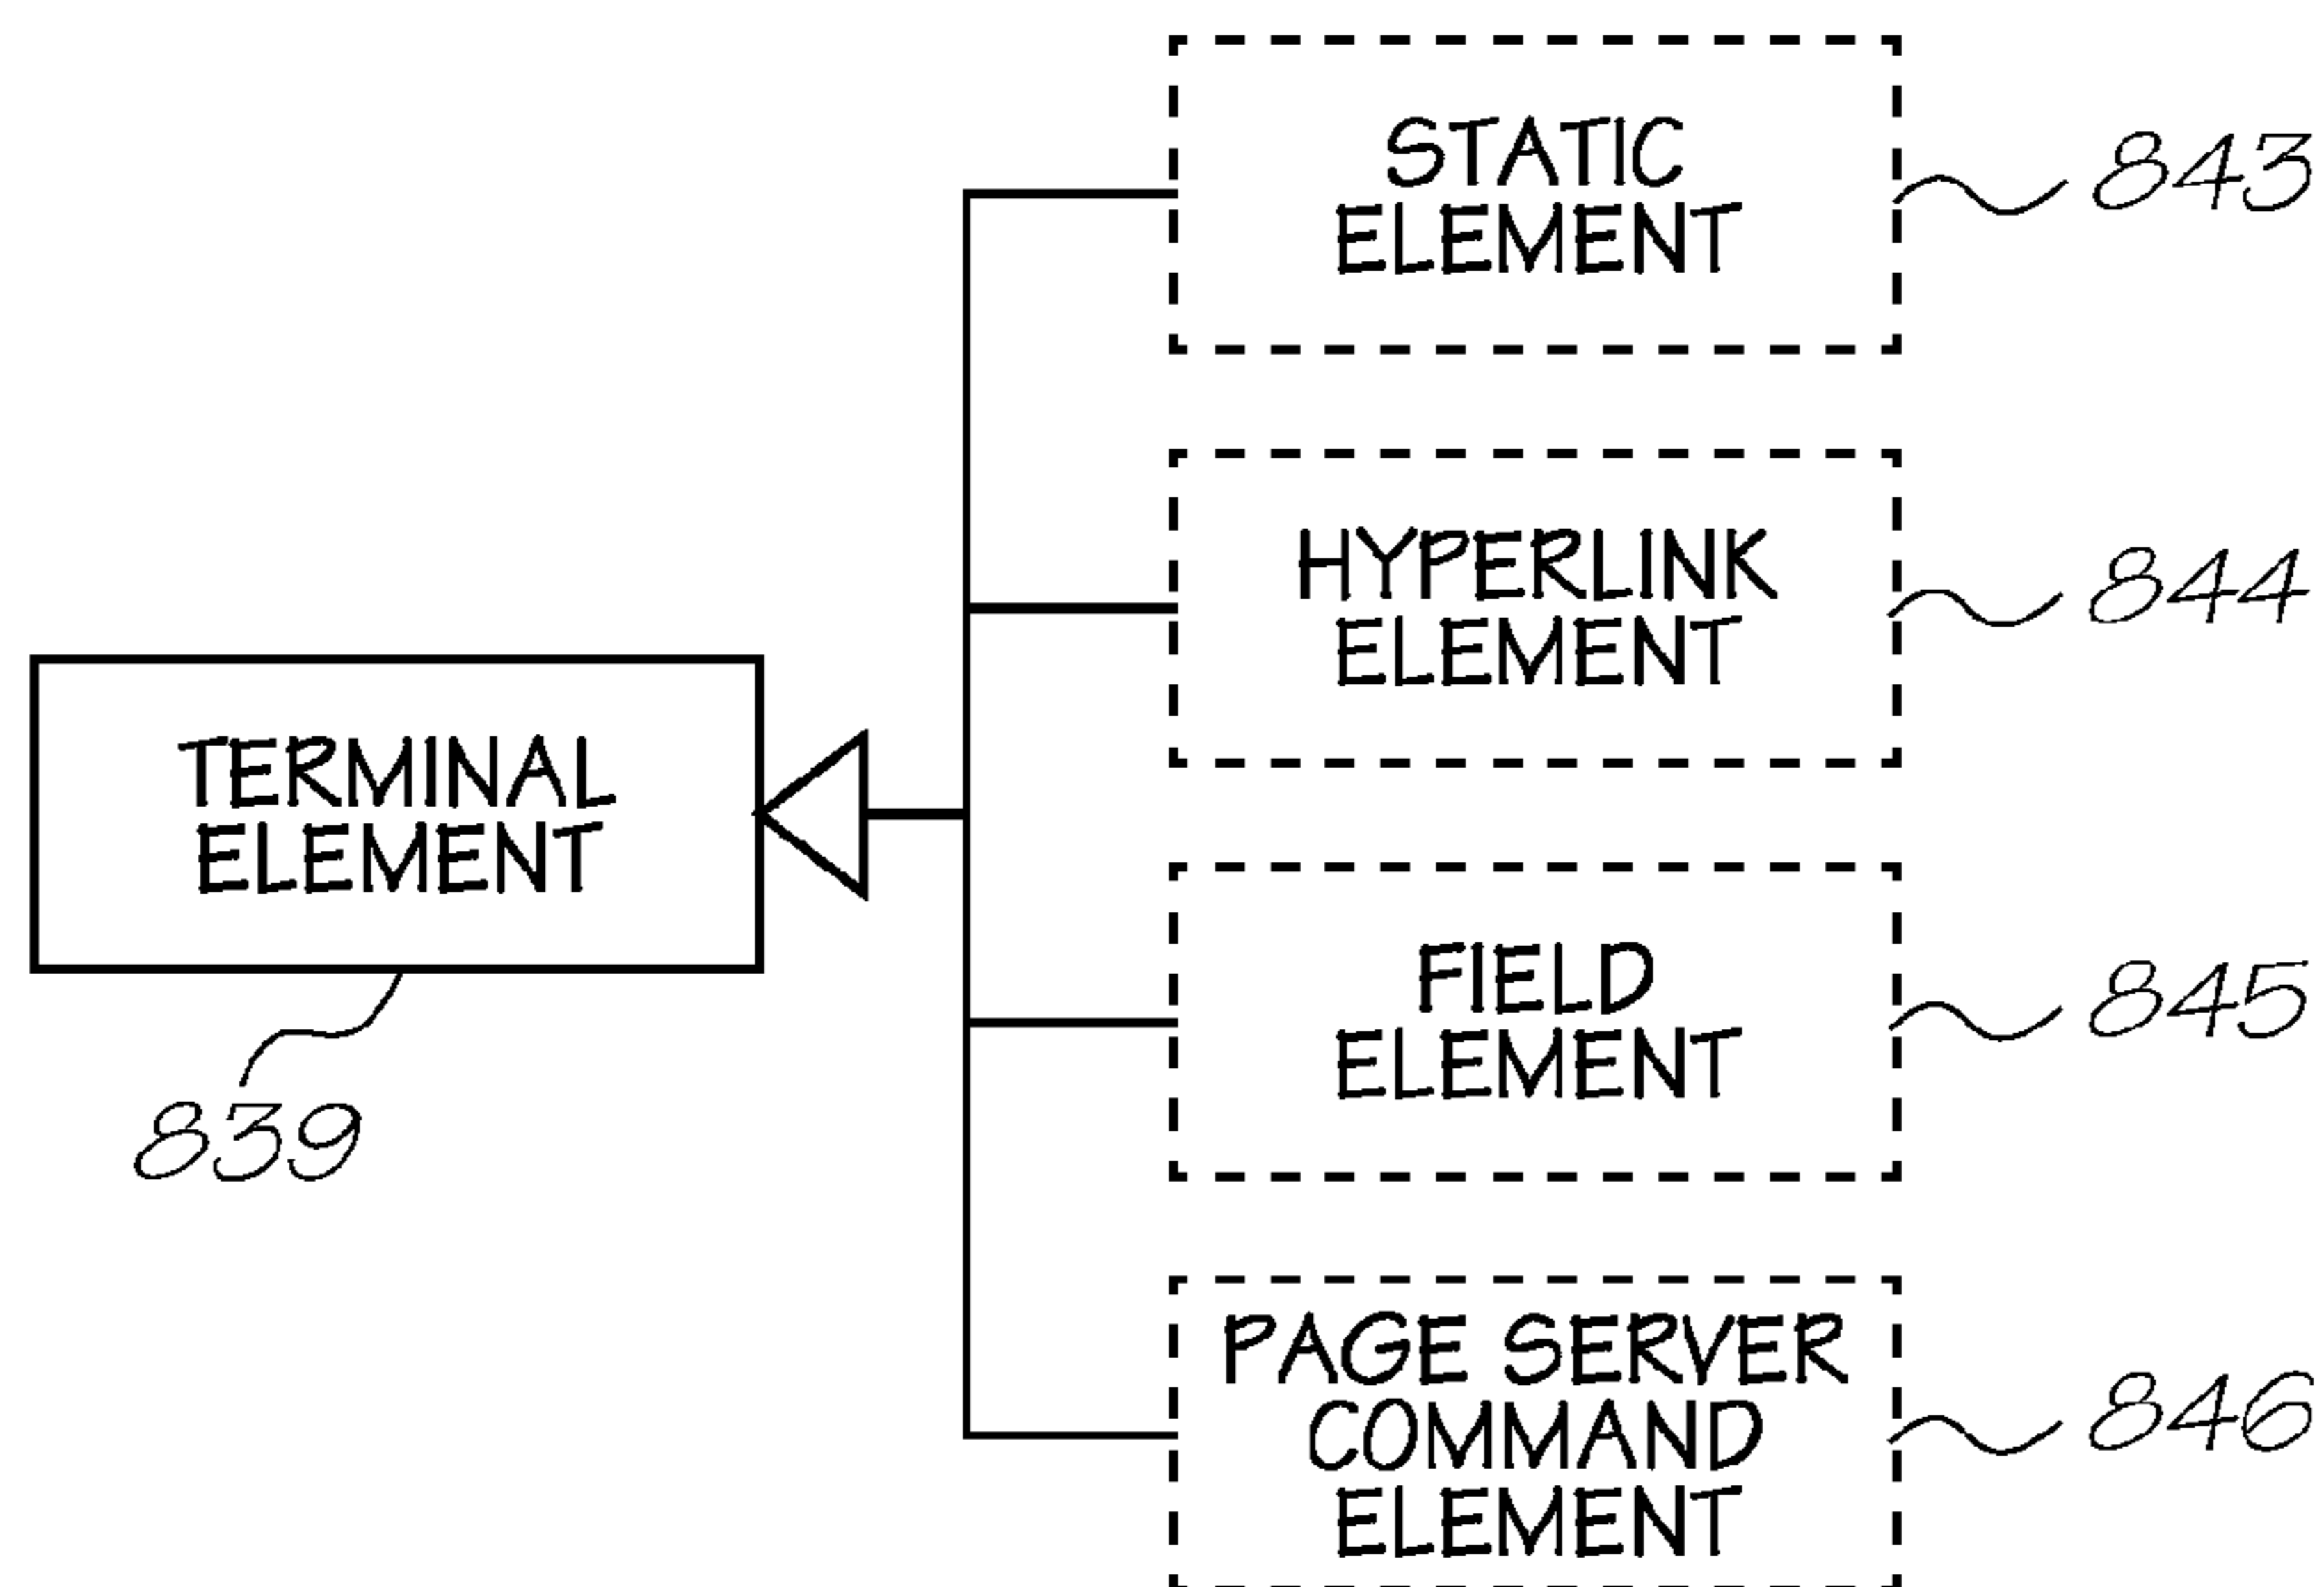 STATIC
ELEMENT
843
HYPERLINK
ELEMENT
844
TERMINAL
ELEMENT
839
FIELD
ELEMENT
845
PAGE SERVER
COMMAND
ELEMENT
846